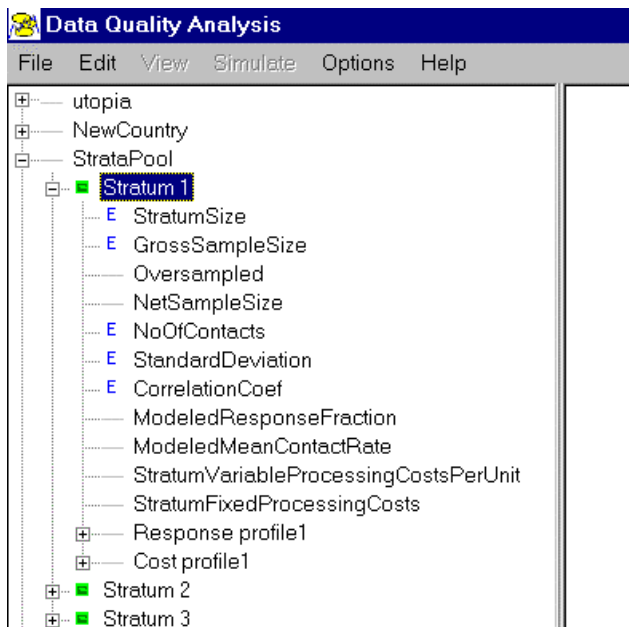 Data Quality Analysis
File Edit View Simulate Options Help
utopia
NewCountry
StrataPool
Stratum 1
E StratumSize
E GrossSampleSize
Oversampled
NetSampleSize
E NoOfContacts
E StandardDeviation
E CorrelationCoef
ModeledResponseFraction
ModeledMeanContactRate
StratumVariableProcessingCostsPerUnit
StratumFixedProcessingCosts
Response profile1
Cost profile1
Stratum 2
Stratum 3